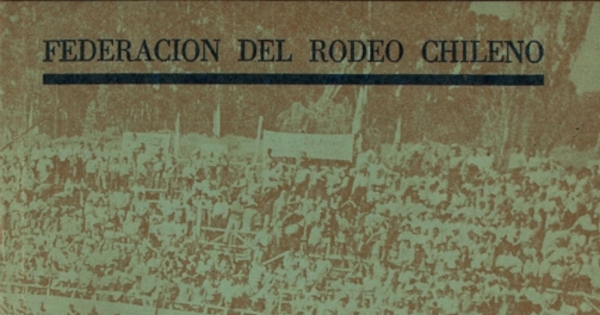 FEDERACION DEL RODEO CHILENO